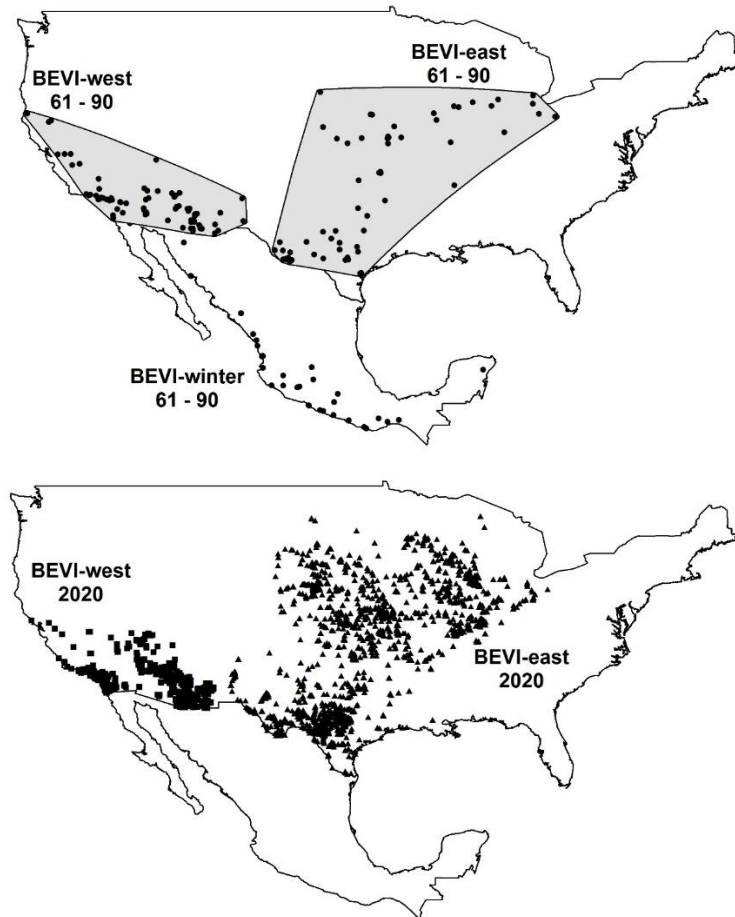 BEVI-west
61 - 90
BEVI-east
61 - 90
BEVI-winter
61 - 90
BEVI-west
2020
BEVI-east
2020